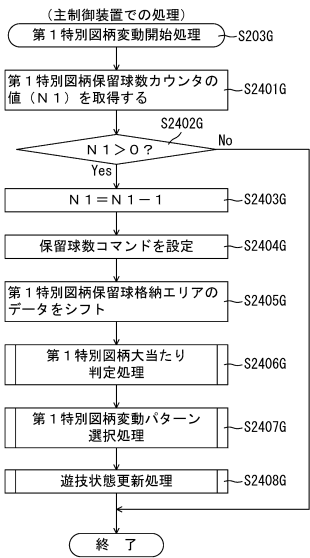 (主制御装置での処理)
第1特別図柄変動開始処理 S203G
第1特別図柄保留球数カウンタの
値(N1)を取得する S2401G
S2402G
N1>0? No
Yes
N1=N1-1 S2403G
保留球数コマンドを設定 S2404G
第1特別図柄保留球格納エリアの
データをシフト S2405G
第1特別図柄大当たり
判定処理 S2406G
第1特別図柄変動パターン
選択処理 S2407G
遊技状態更新処理 S2408G
終 了